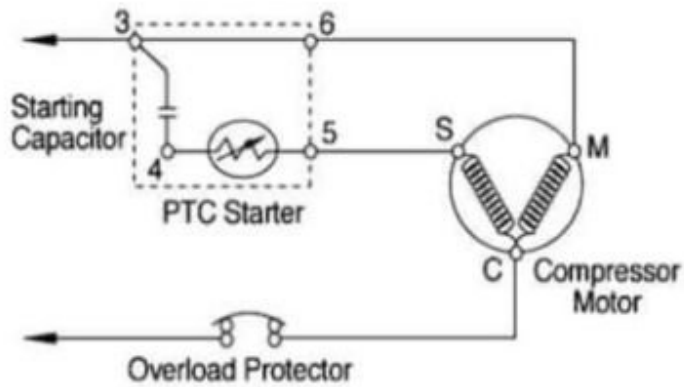 3
6
Starting
Capacitor
4
5
S
M
PTC Starter
C
Compressor
Motor
Overload Protector